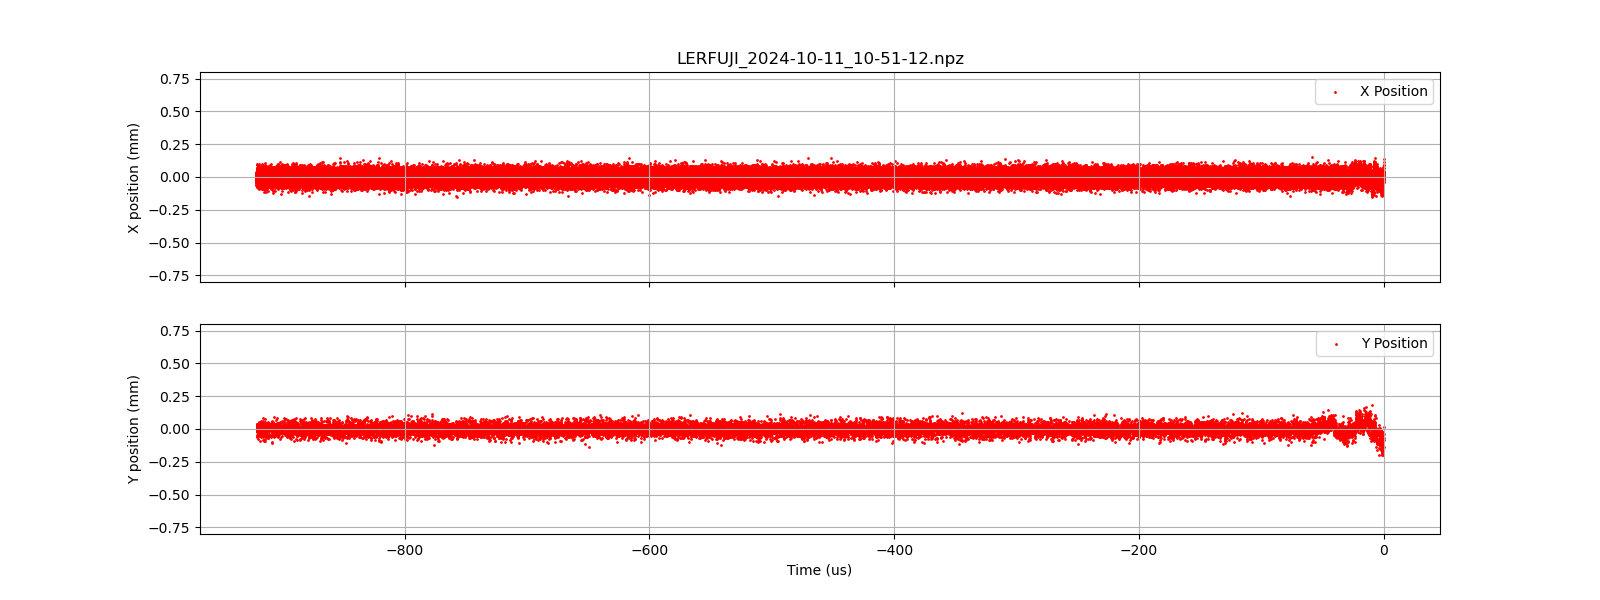 LERFUJI_2024-10-11_10-51-12.npz
X position (mm)
0.75
0.50
0.25
0.00
−0.25
−0.50
−0.75
X Position
Y position (mm)
0.75
0.50
0.25
0.00
−0.25
−0.50
−0.75
Y Position
−800 −600 −400 −200 0
Time (us)